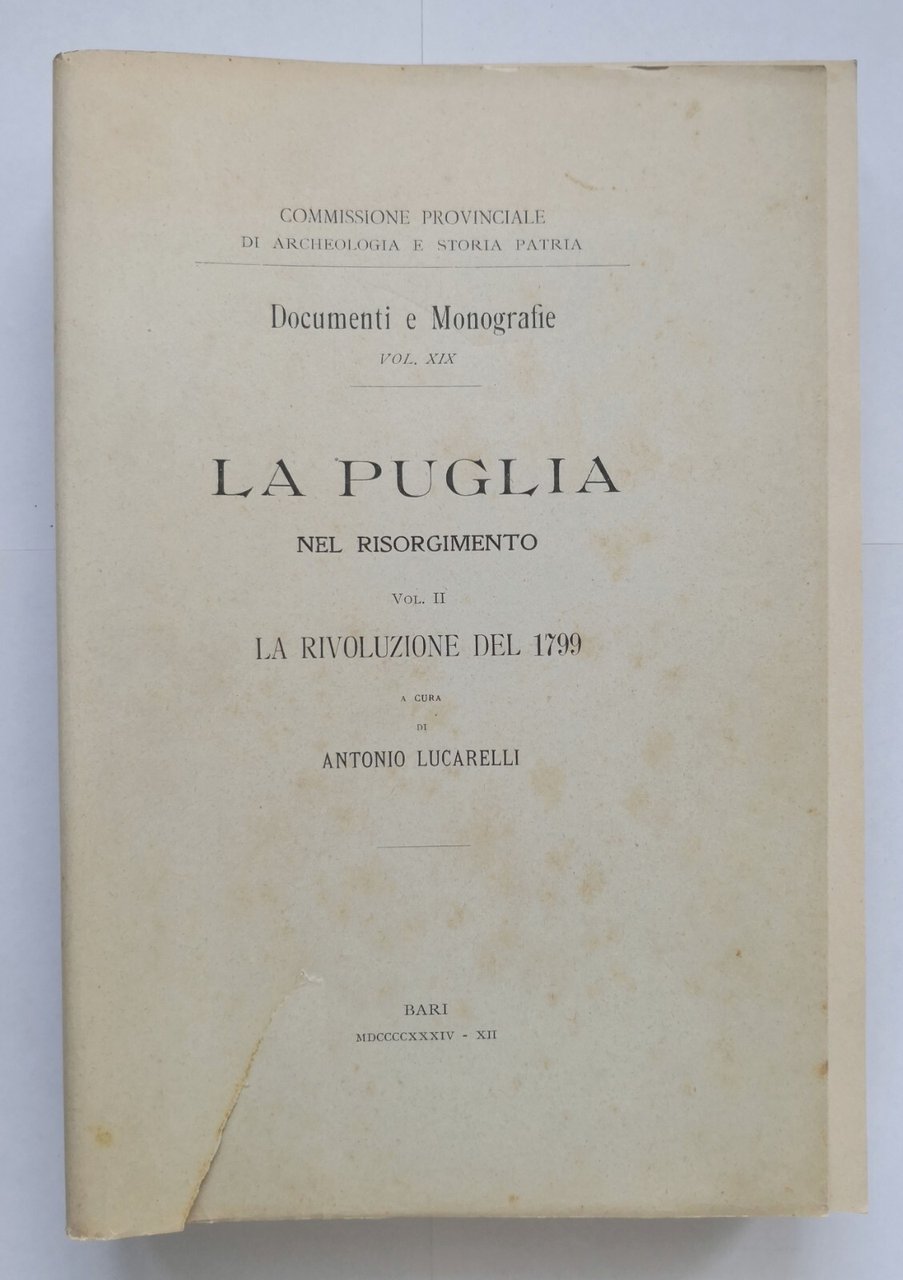 COMMISSIONE PROVINCIALE
DI ARCHEOLOGIA E STORIA PATRIA
Documenti e Monografie
VOL. XIX
LA PUGLIA
NEL RISORGIMENTO
VOL. II
LA RIVOLUZIONE DEL 1799
A CURA
DI
ANTONIO LUCARELLI
BARI
MDCCCCXXXIV - XII